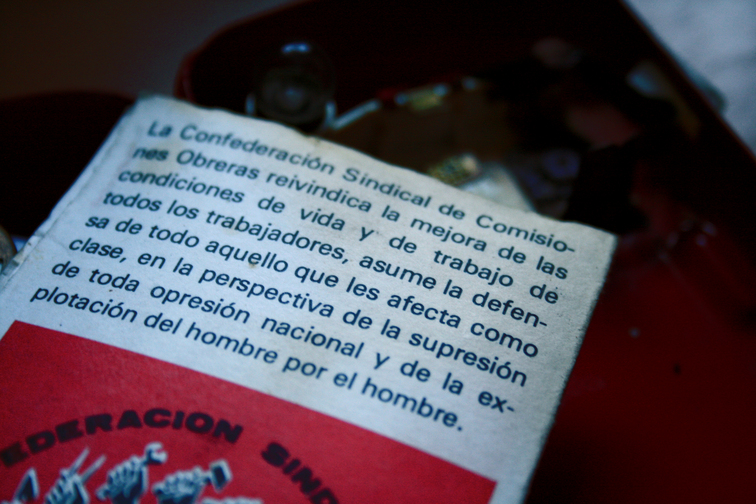 La Confederación Sindical de Comisio-
nes Obreras reivindica la mejora de las
condiciones de vida y de trabajo de
todos los trabajadores, asume la defen-
sa de todo aquello que les afecta como
clase, en la perspectiva de la supresión
de toda opresión nacional y de la ex-
plotación del hombre por el hombre.
EDERACION SIND